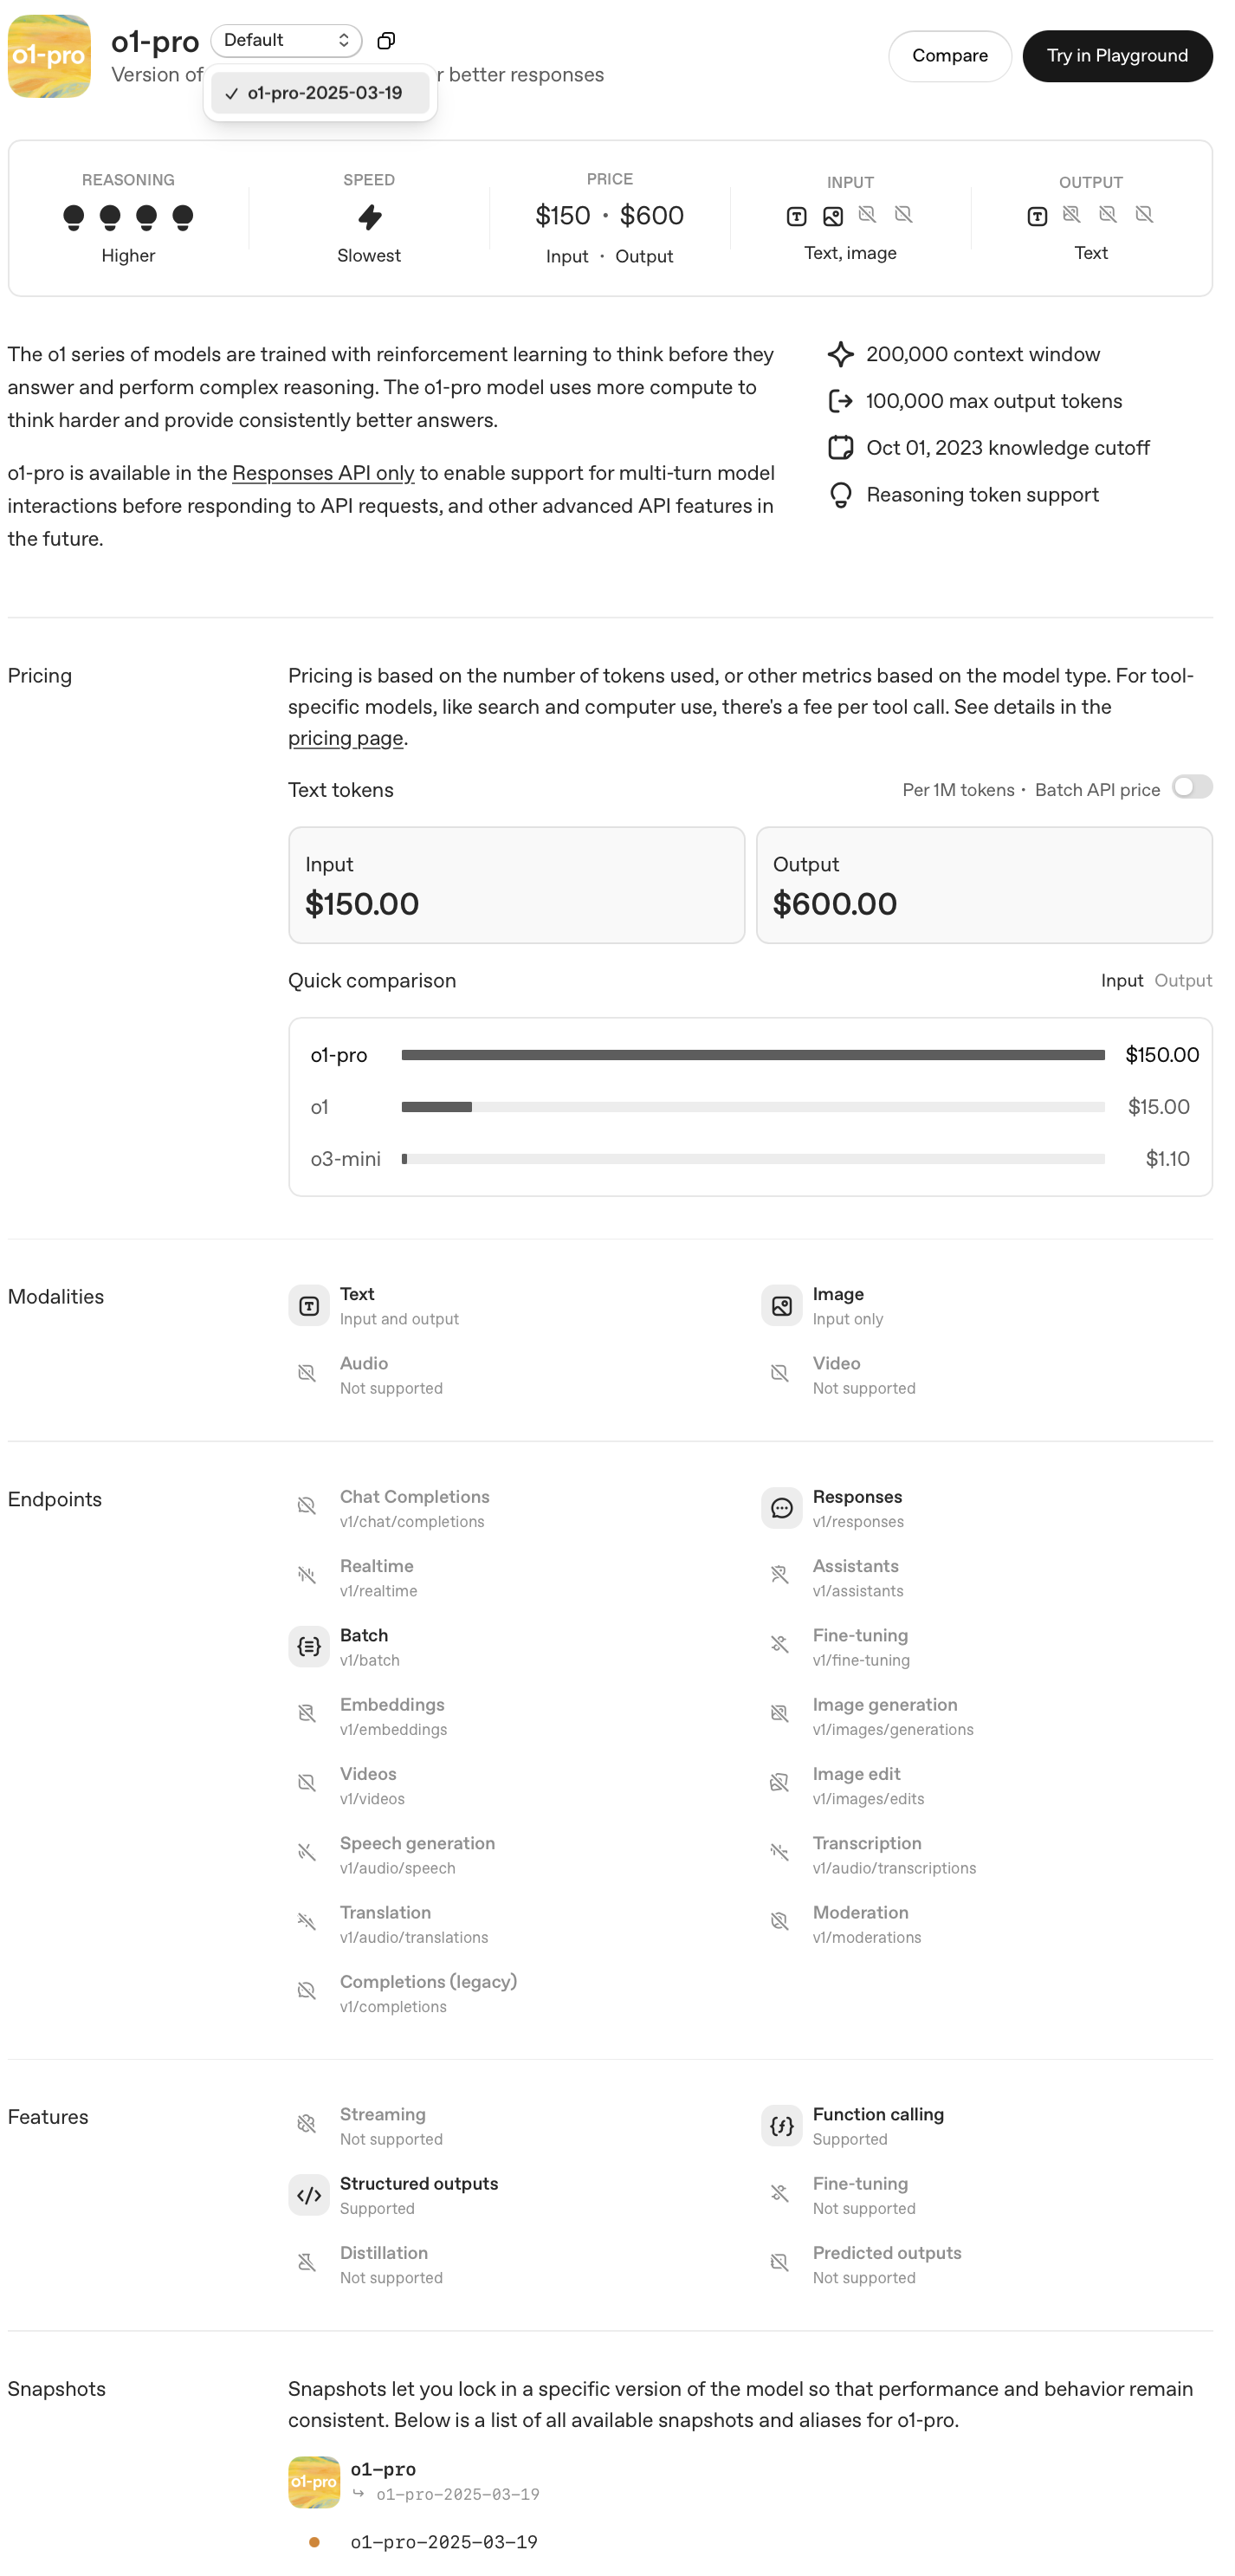 o1-pro
o1-pro
Default
Compare
Try in Playground
Version of
r better responses
o1-pro-2025-03-19
REASONING
Higher
SPEED
Slowest
PRICE
$150 • $600
Input • Output
INPUT
Text, image
OUTPUT
Text
The o1 series of models are trained with reinforcement learning to think before they
answer and perform complex reasoning. The o1-pro model uses more compute to
think harder and provide consistently better answers.
o1-pro is available in the Responses API only to enable support for multi-turn model
interactions before responding to API requests, and other advanced API features in
the future.
200,000 context window
100,000 max output tokens
Oct 01, 2023 knowledge cutoff
Reasoning token support
Pricing
Pricing is based on the number of tokens used, or other metrics based on the model type. For tool-
specific models, like search and computer use, there's a fee per tool call. See details in the
pricing page.
Text tokens
Per 1M tokens • Batch API price
Input
$150.00
Output
$600.00
Quick comparison
Input Output
o1-pro $150.00
o1 $15.00
o3-mini $1.10
Modalities
Text
Input and output
Image
Input only
Audio
Not supported
Video
Not supported
Endpoints
Chat Completions
v1/chat/completions
Responses
v1/responses
Realtime
v1/realtime
Assistants
v1/assistants
Batch
v1/batch
Fine-tuning
v1/fine-tuning
Embeddings
v1/embeddings
Image generation
v1/images/generations
Videos
v1/videos
Image edit
v1/images/edits
Speech generation
v1/audio/speech
Transcription
v1/audio/transcriptions
Translation
v1/audio/translations
Moderation
v1/moderations
Completions (legacy)
v1/completions
Features
Streaming
Not supported
Function calling
Supported
Structured outputs
Supported
Fine-tuning
Not supported
Distillation
Not supported
Predicted outputs
Not supported
Snapshots
Snapshots let you lock in a specific version of the model so that performance and behavior remain
consistent. Below is a list of all available snapshots and aliases for o1-pro.
o1-pro
o1-pro
o1-pro-2025-03-19
o1-pro-2025-03-19